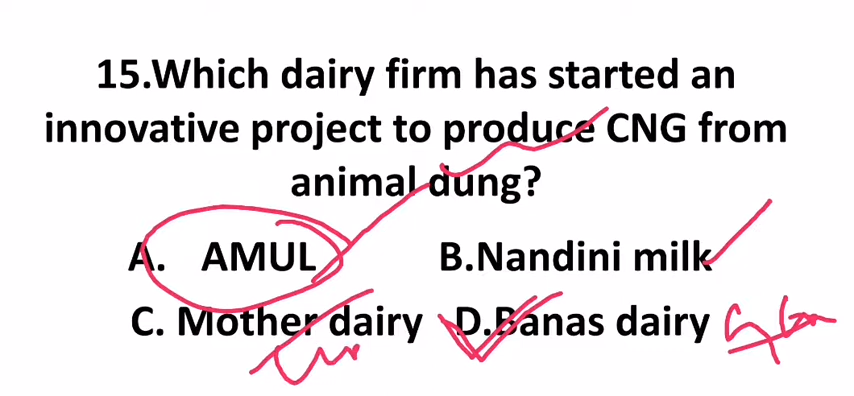 15.Which dairy firm has started an
innovative project to produce CNG from
animal dung?
A. AMUL B.Nandini milk
C. Mother dairy D.Banas dairy